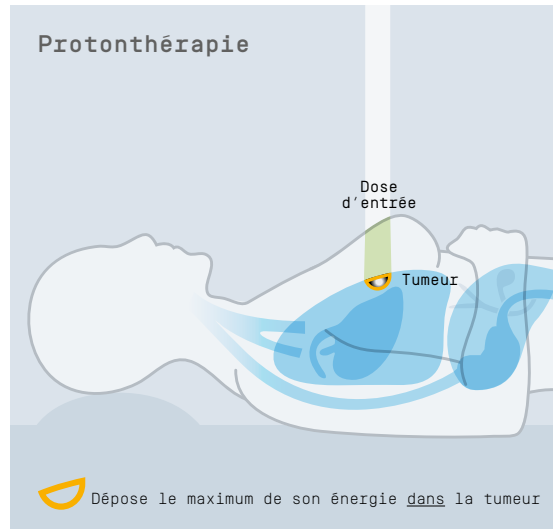 Protonthérapie
Dose
d'entrée
Tumeur
Dépose le maximum de son énergie dans la tumeur